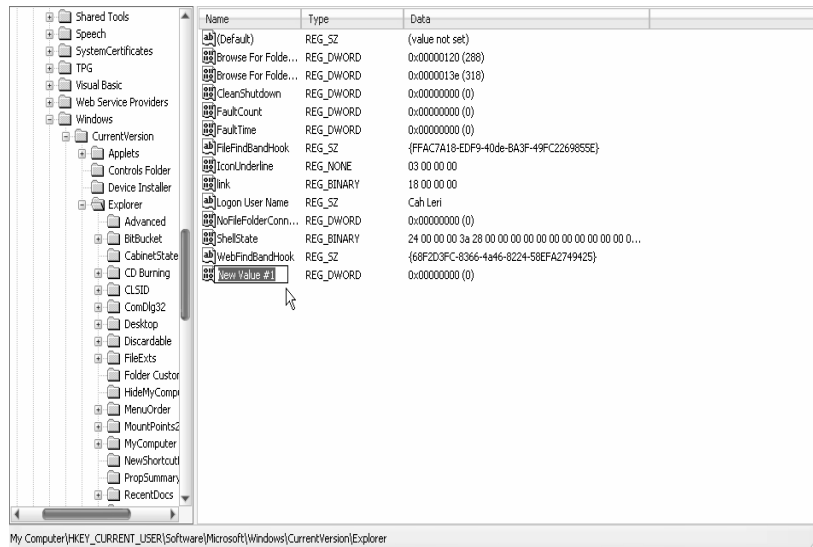 Shared Tools
Speech
SystemCertificates
TPG
Visual Basic
Web Service Providers
Windows
CurrentVersion
Applets
Controls Folder
Device Installer
Explorer
Advanced
BitBucket
CabinetState
CD Burning
CLSID
ComDlg32
Desktop
Discardable
FileExts
Folder Custor
HideMyComp
MenuOrder
MountPoints2
MyComputer
NewShortcut
PropSummary
RecentDocs
Name Type Data
(Default) REG_SZ (value not set)
Browse For Folde... REG_DWORD 0x00000120 (288)
Browse For Folde... REG_DWORD 0x0000013e (318)
CleanShutdown REG_DWORD 0x00000000 (0)
FaultCount REG_DWORD 0x00000000 (0)
FaultTime REG_DWORD 0x00000000 (0)
FileFindBandHook REG_SZ {FFAC7A18-EDF9-40de-BA3F-49FC2269855E}
IconUnderline REG_NONE 03 00 00 00
link REG_BINARY 18 00 00 00
Logon User Name REG_SZ Cah Leri
NoFileFolderConn... REG_DWORD 0x00000000 (0)
ShellState REG_BINARY 24 00 00 00 3a 28 00 00 00 00 00 00 00 00 00 00 00 0...
WebFindBandHook REG_SZ {68F2D3FC-8366-4a46-8224-58EFA2749425}
New Value #1 REG_DWORD 0x00000000 (0)
My Computer\HKEY_CURRENT_USER\Software\Microsoft\Windows\CurrentVersion\Explorer